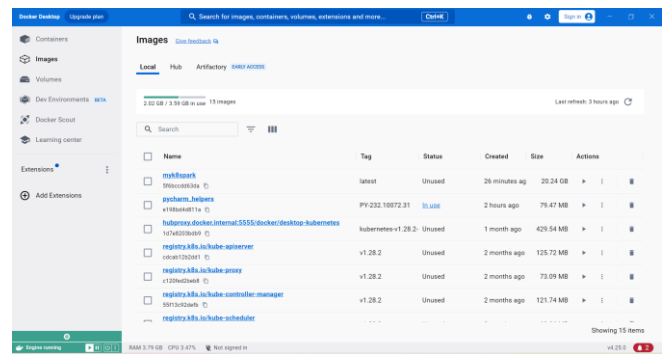 Docker Desktop Upgrade plan
Search for images, containers, volumes, extensions and more... Ctrl+K
Sign in
Containers
Images
Volumes
Dev Environments BETA
Docker Scout
Learning center
Extensions
Add Extensions
Images Give feedback
Local Hub Artifactory EARLY ACCESS
2.02 GB / 3.59 GB in use 15 images
Last refresh: 3 hours ago
Search
Name Tag Status Created Size Actions
myk8spark
latest Unused 26 minutes ag 20.24 GB
pycharm_helpers
PY-232.10072.31 In use 2 hours ago 79.47 MB
hubproxy.docker.internal:5555/docker/desktop-kubernetes
kubernetes-v1.28.2- Unused 1 month ago 429.54 MB
registry.k8s.io/kube-apiserver
v1.28.2 Unused 2 months ago 125.72 MB
registry.k8s.io/kube-proxy
v1.28.2 Unused 2 months ago 73.09 MB
registry.k8s.io/kube-controller-manager
v1.28.2 Unused 2 months ago 121.74 MB
registry.k8s.io/kube-scheduler
Showing 15 items
Engine running
RAM 3.79 GB CPU 3.47% Not signed in
v4.25.0 2